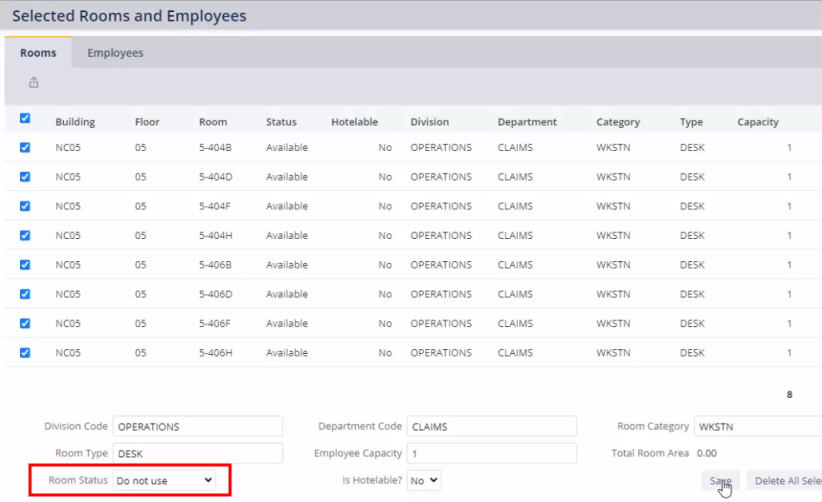 Selected Rooms and Employees
Rooms Employees
Building Floor Room Status Hotelable Division Department Category Type Capacity
NC05 05 5-404B Available No OPERATIONS CLAIMS WKSTN DESK 1
NC05 05 5-404D Available No OPERATIONS CLAIMS WKSTN DESK 1
NC05 05 5-404F Available No OPERATIONS CLAIMS WKSTN DESK 1
NC05 05 5-404H Available No OPERATIONS CLAIMS WKSTN DESK 1
NC05 05 5-406B Available No OPERATIONS CLAIMS WKSTN DESK 1
NC05 05 5-406D Available No OPERATIONS CLAIMS WKSTN DESK 1
NC05 05 5-406F Available No OPERATIONS CLAIMS WKSTN DESK 1
NC05 05 5-406H Available No OPERATIONS CLAIMS WKSTN DESK 1
8
Division Code OPERATIONS Department Code CLAIMS Room Category WKSTN
Room Type DESK Employee Capacity 1 Total Room Area 0.00
Room Status Do not use Is Hotelable? No Save Delete All Sele